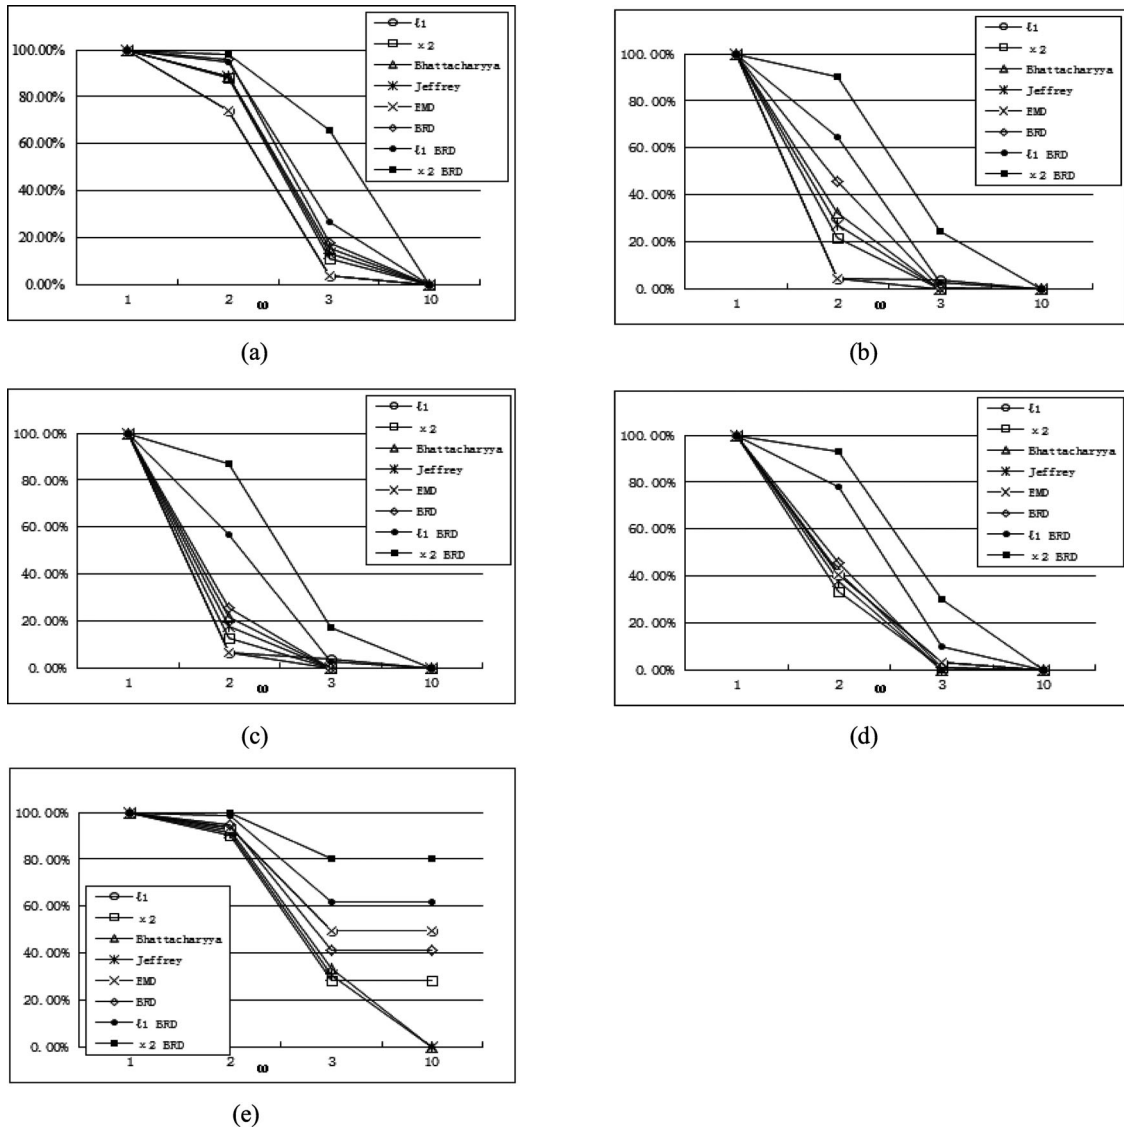 100.00%
80.00%
60.00%
40.00%
20.00%
0.00%
1 2 3 10
ω
ℓ1
x2
Bhattacharyya
Jeffrey
EMD
BRD
ℓ1 BRD
x2 BRD
(a)
100. 00%
80. 00%
60. 00%
40. 00%
20. 00%
0. 00%
1 2 3 10
ω
ℓ1
x2
Bhattacharyya
Jeffrey
EMD
BRD
ℓ1 BRD
x2 BRD
(b)
100. 00%
80. 00%
60. 00%
40. 00%
20. 00%
0. 00%
1 2 3 10
ω
ℓ1
x2
Bhattacharyya
Jeffrey
EMD
BRD
ℓ1 BRD
x2 BRD
(c)
100. 00%
80. 00%
60. 00%
40. 00%
20. 00%
0. 00%
1 2 3 10
ω
ℓ1
x2
Bhattacharyya
Jeffrey
EMD
BRD
ℓ1 BRD
x2 BRD
(d)
100. 00%
80. 00%
60. 00%
40. 00%
20. 00%
0. 00%
1 2 3 10
ω
ℓ1
x2
Bhattacharyya
Jeffrey
EMD
BRD
ℓ1 BRD
x2 BRD
(e)